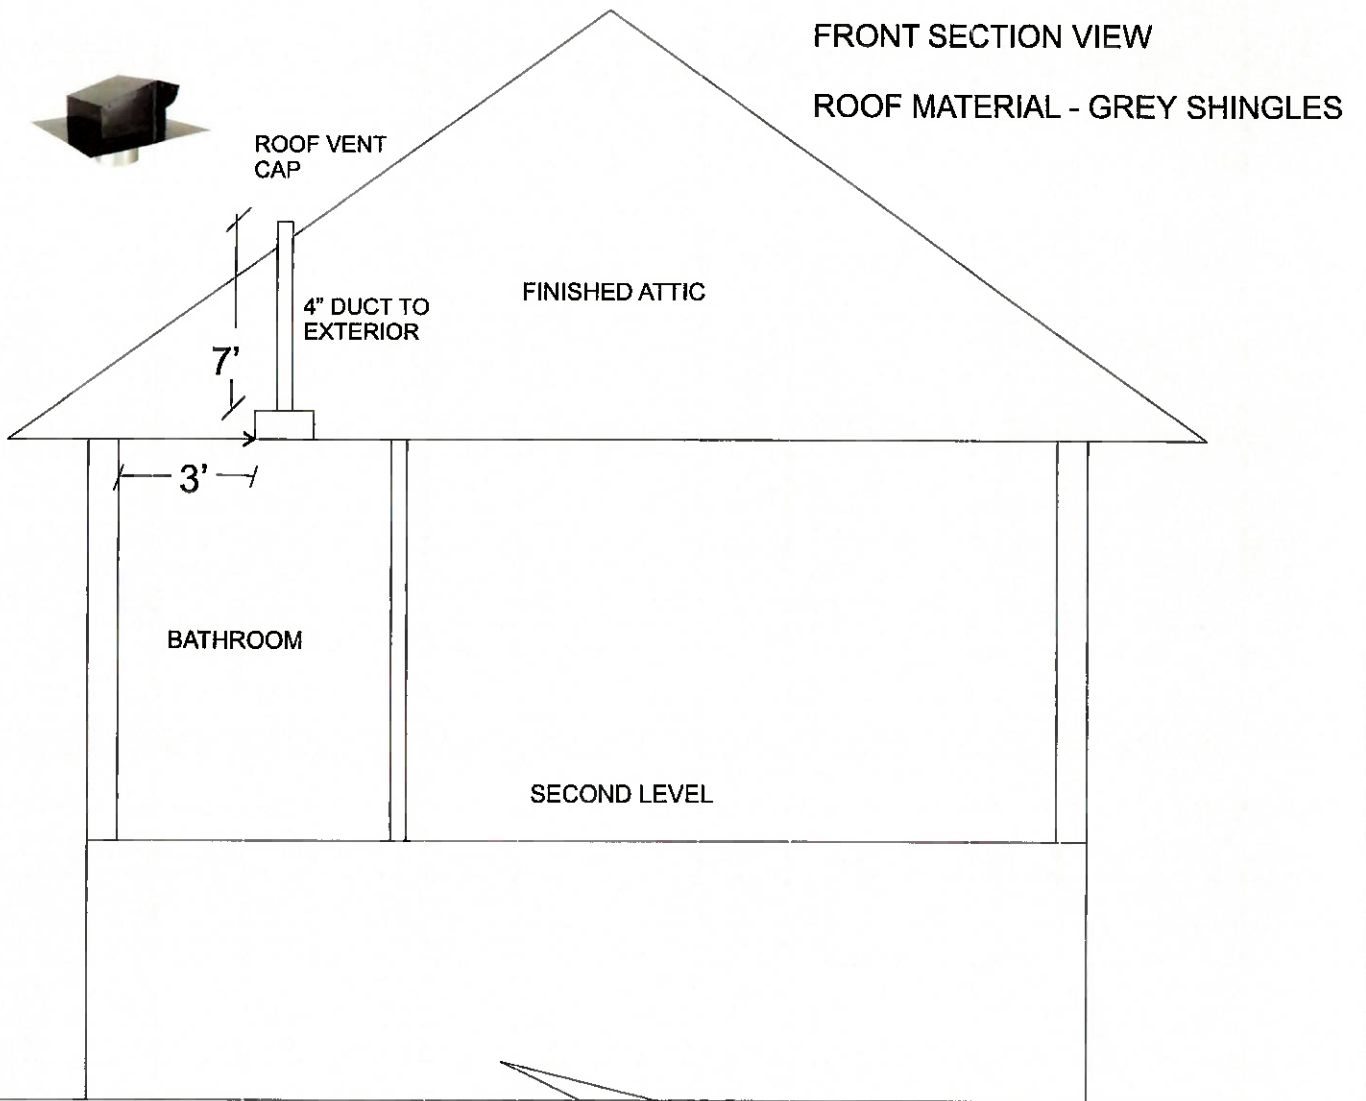 FRONT SECTION VIEW
ROOF MATERIAL - GREY SHINGLES
ROOF VENT
CAP
4” DUCT TO
EXTERIOR
FINISHED ATTIC
7'
3'
BATHROOM
SECOND LEVEL